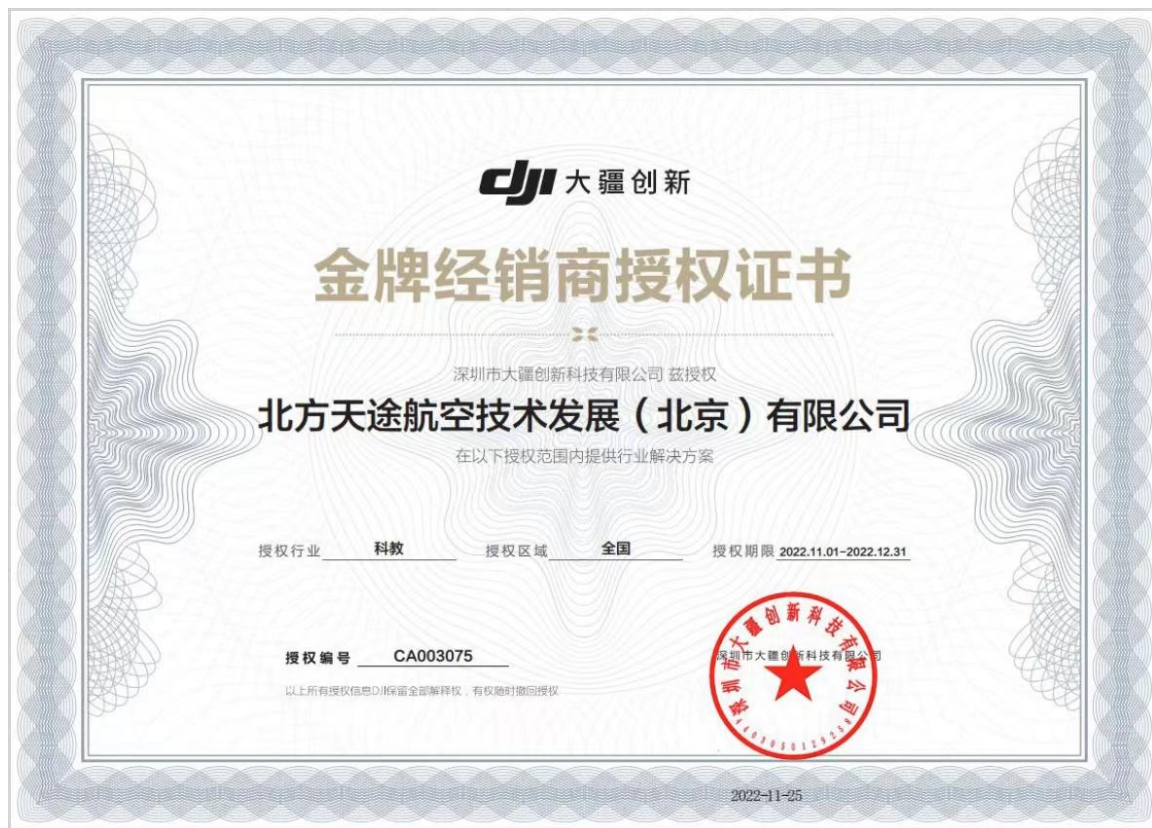 dji 大疆创新
金牌经销商授权证书
深圳市大疆创新科技有限公司 兹授权
北方天途航空技术发展（北京）有限公司
在以下授权范围内提供行业解决方案
授权行业 科教 授权区域 全国 授权期限 2022.11.01-2022.12.31
授权编号 CA003075
以上所有授权信息DJI保留全部解释权，有权随时撤回授权
深圳市大疆创新科技有限公司
深圳市大疆创新科技有限公司
2022-11-25